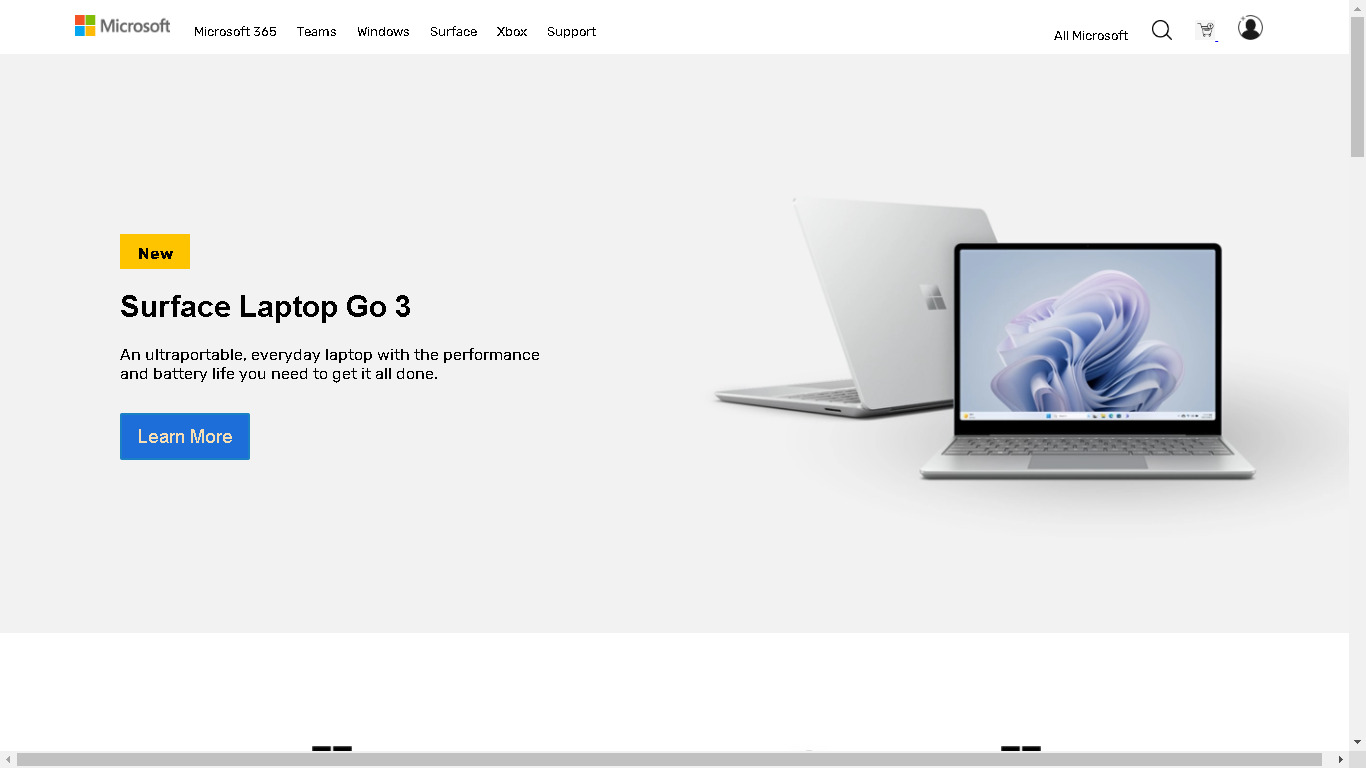 Microsoft
Microsoft 365
Teams
Windows
Surface
Xbox
Support
All Microsoft
New
Surface Laptop Go 3
An ultraportable, everyday laptop with the performance
and battery life you need to get it all done.
Learn More